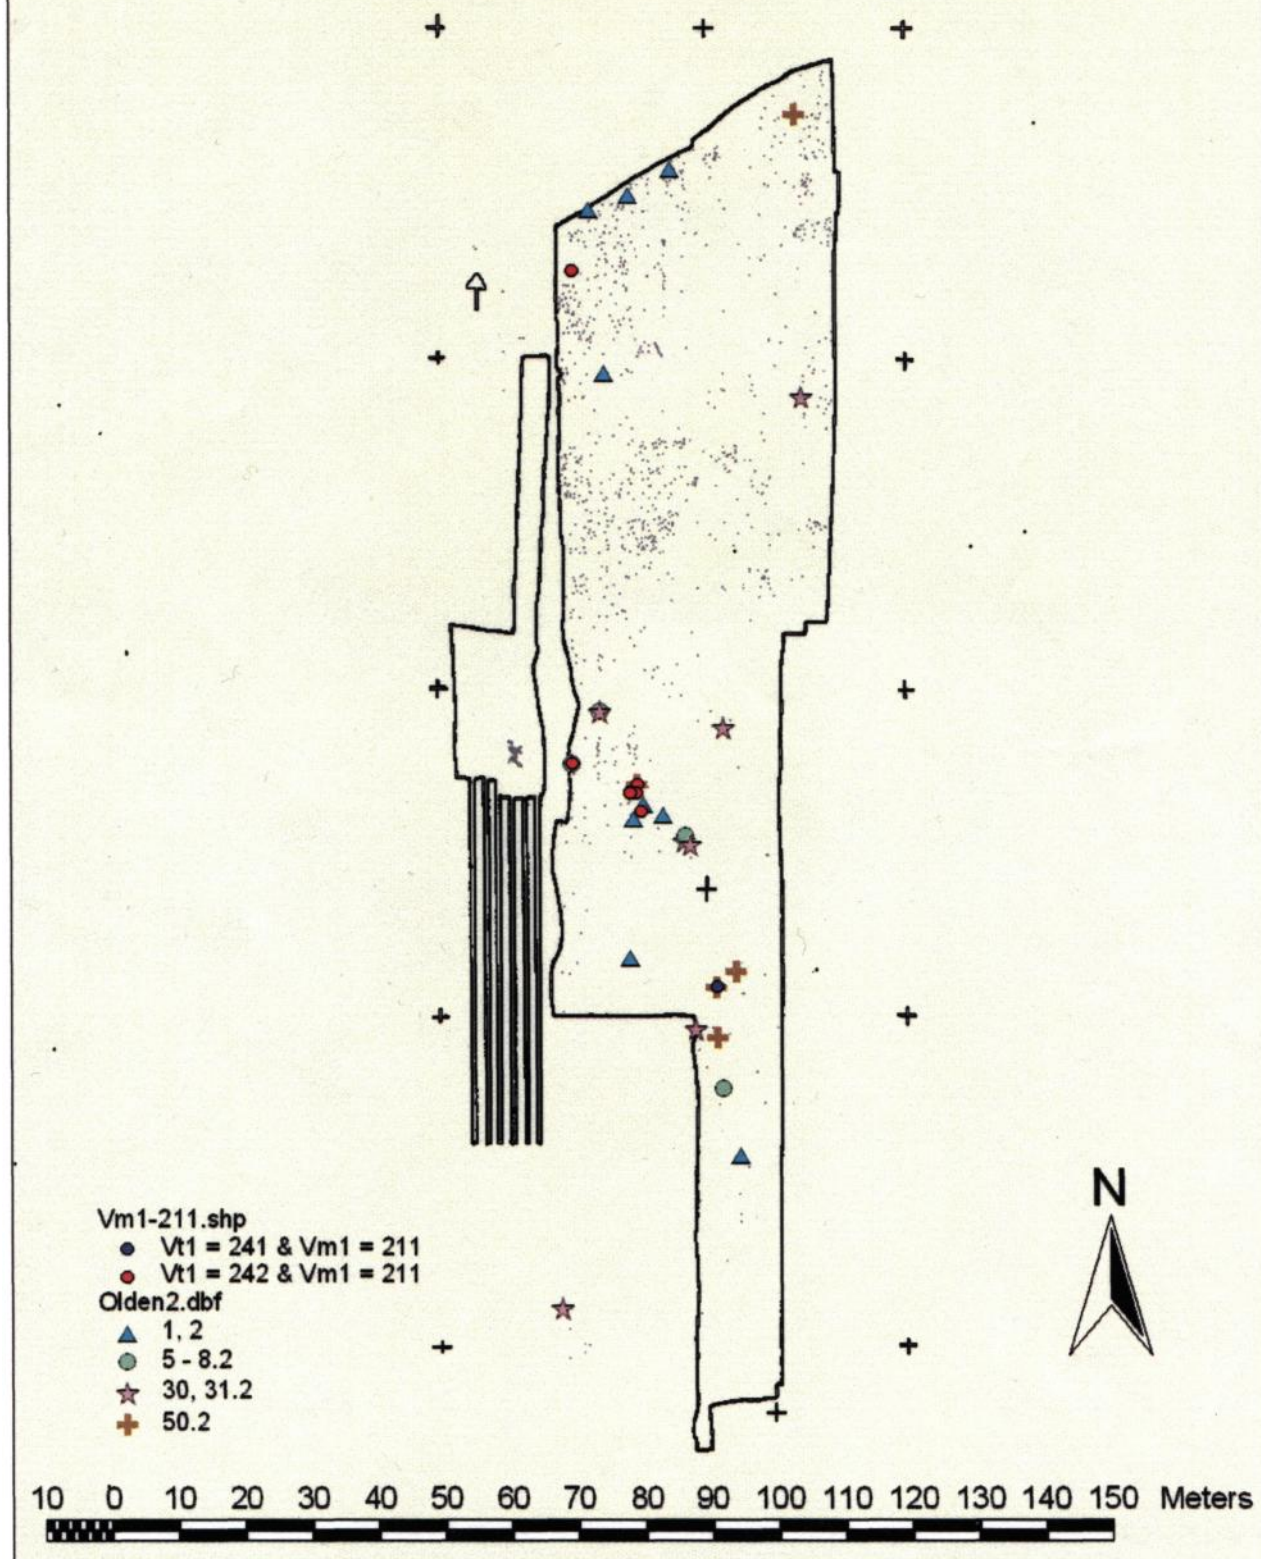 Vm1-211.shp
Vt1 = 241 & Vm1 = 211
Vt1 = 242 & Vm1 = 211
Olden2.dbf
1, 2
5 - 8.2
30, 31.2
50.2
N
10 0 10 20 30 40 50 60 70 80 90 100 110 120 130 140 150 Meters